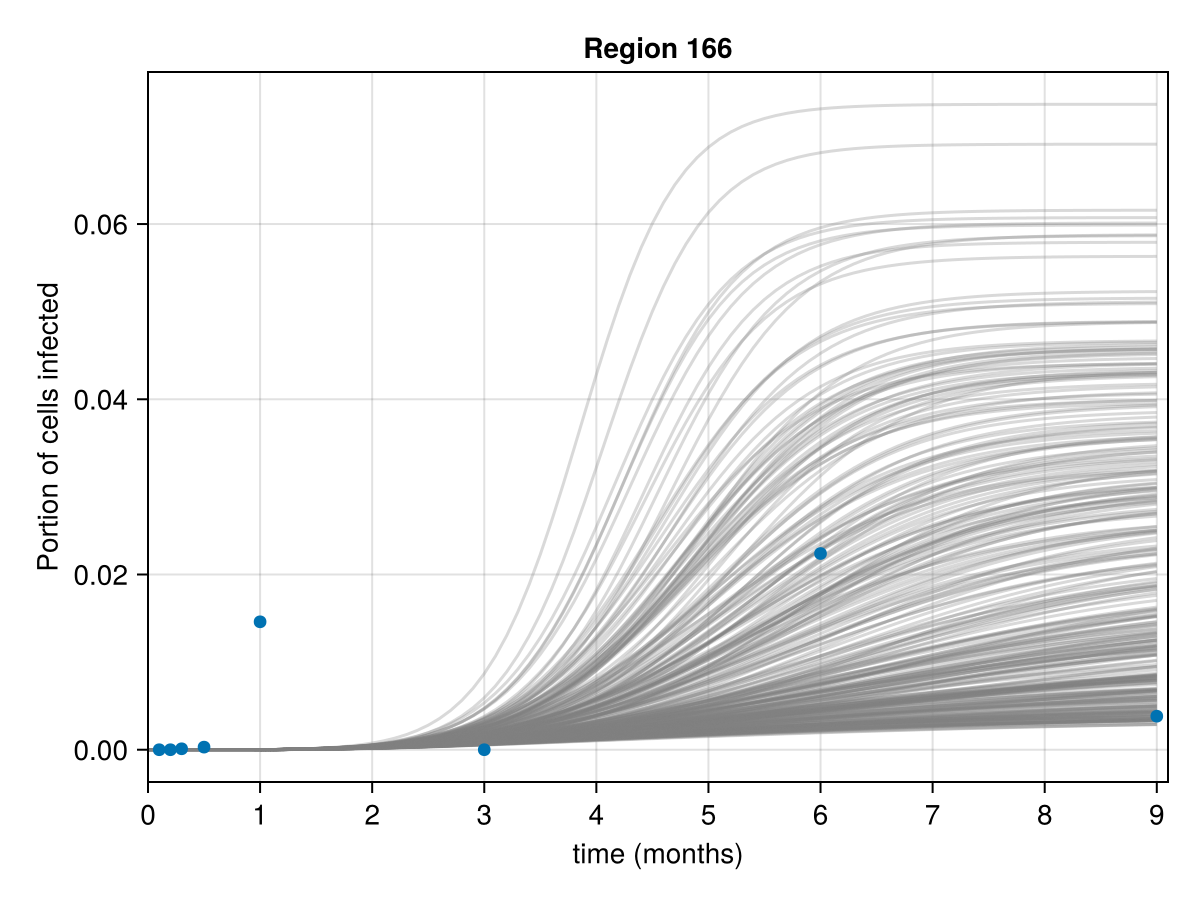 Region 166
Portion of cells infected
0.06
0.04
0.02
0.00
0 1 2 3 4 5 6 7 8 9
time (months)